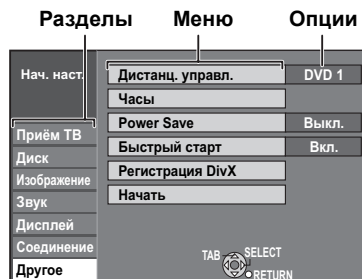 Разделы Меню Опции
Нач. наст.
Дистанц. управл. DVD 1
Часы
Power Save Выкл.
Быстрый старт Вкл.
Регистрация DivX
Начать
Приём ТВ
Диск
Изображение
Звук
Дисплей
Соединение
Другое
TAB SELECT
RETURN